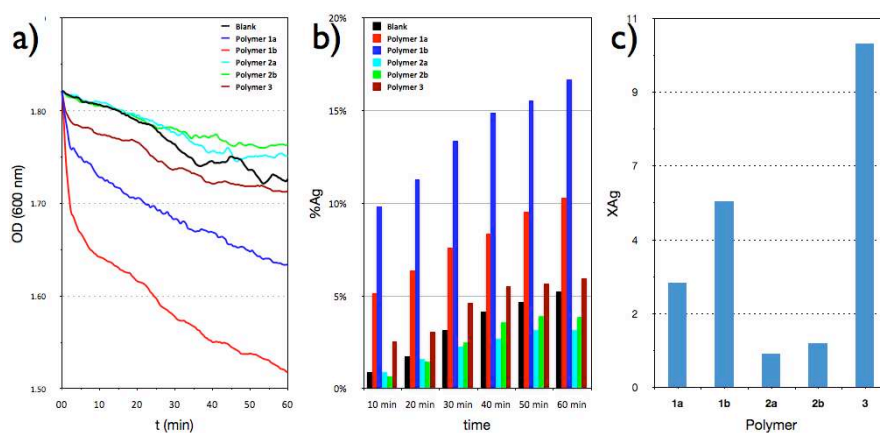 a)
Blank
Polymer 1a
Polymer 1b
Polymer 2a
Polymer 2b
Polymer 3
1.80
1.70
1.60
1.50
OD (600 nm)
00 10 20 30 40 50 60
t (min)
b)
Blank
Polymer 1a
Polymer 1b
Polymer 2a
Polymer 2b
Polymer 3
20%
15%
10%
5%
0%
%Ag
10 min 20 min 30 min 40 min 50 min 60 min
time
c)
11
9
7
4
2
0
XAg
1a 1b 2a 2b 3
Polymer